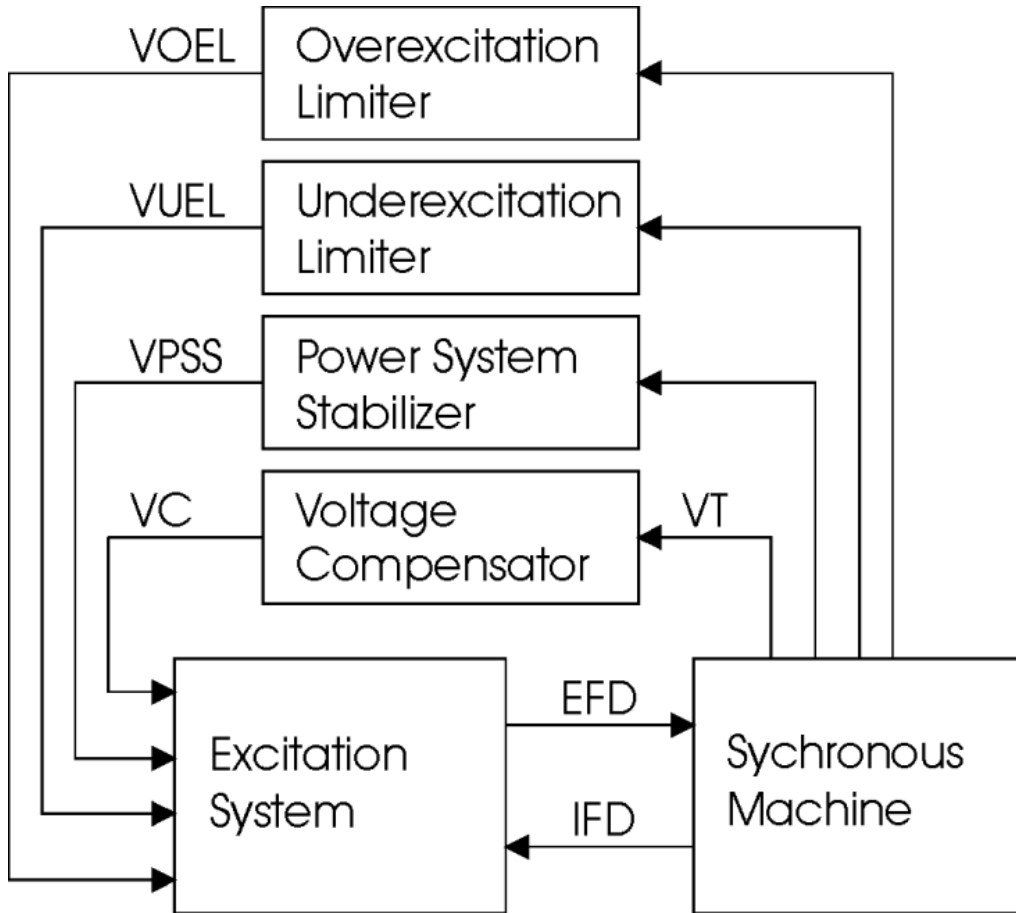 VOEL
Overexcitation
Limiter
VUEL
Underexcitation
Limiter
VPSS
Power System
Stabilizer
VC
Voltage
Compensator
VT
EFD
Excitation
System
Sychronous
Machine
IFD